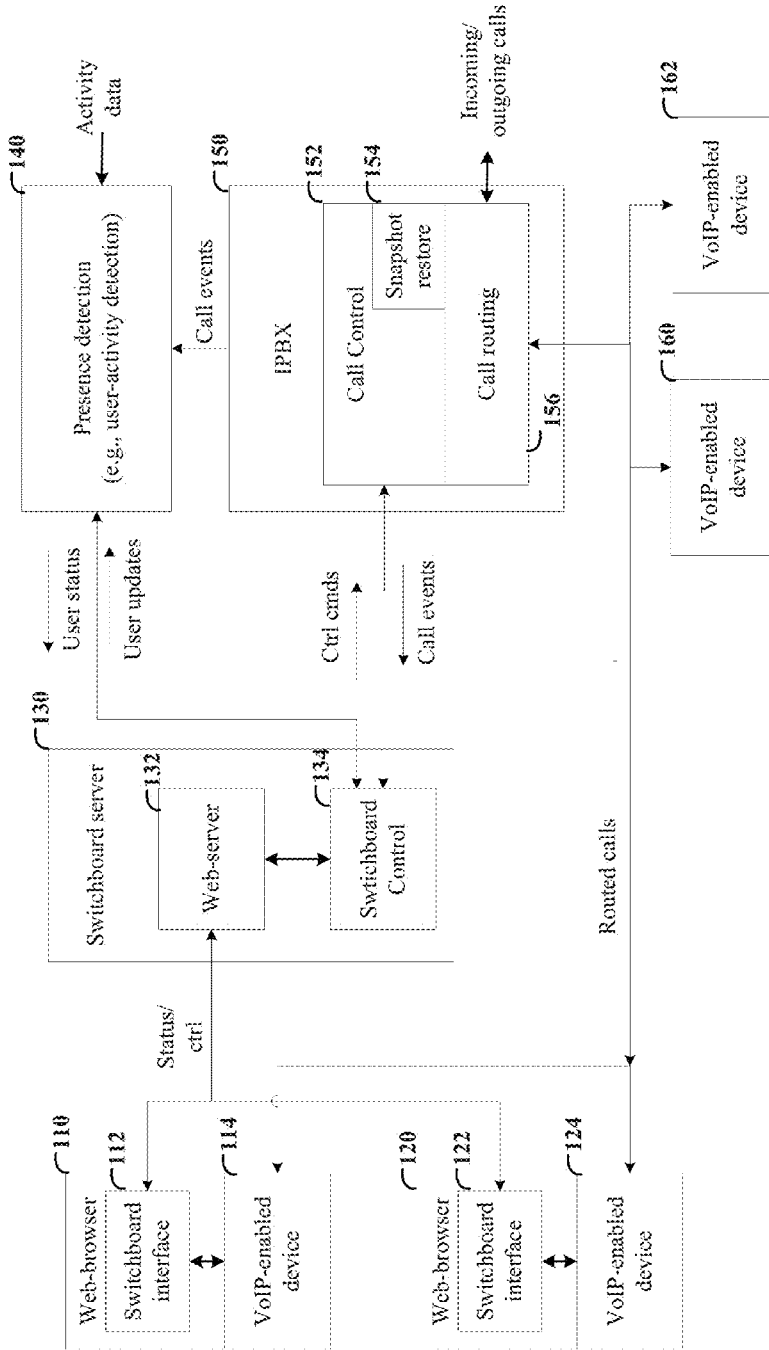 110
Web-browser
112
Switchboard
interface
114
VoIP-enabled
device
120
Web-browser
122
Switchboard
interface
124
VoIP-enabled
device
Status/
ctrl
130
Switchboard server
132
Web-server
134
Swtichboard
Control
User status
User updates
Ctrl cmds
Call events
140
Presence detection
(e.g., user-activity detection)
Activity
data
Call events
150
IPBX
152
Call Control
154
Snapshot
restore
Call routing
156
Incoming/
outgoing calls
Routed calls
160
VoIP-enabled
device
162
VoIP-enabled
device